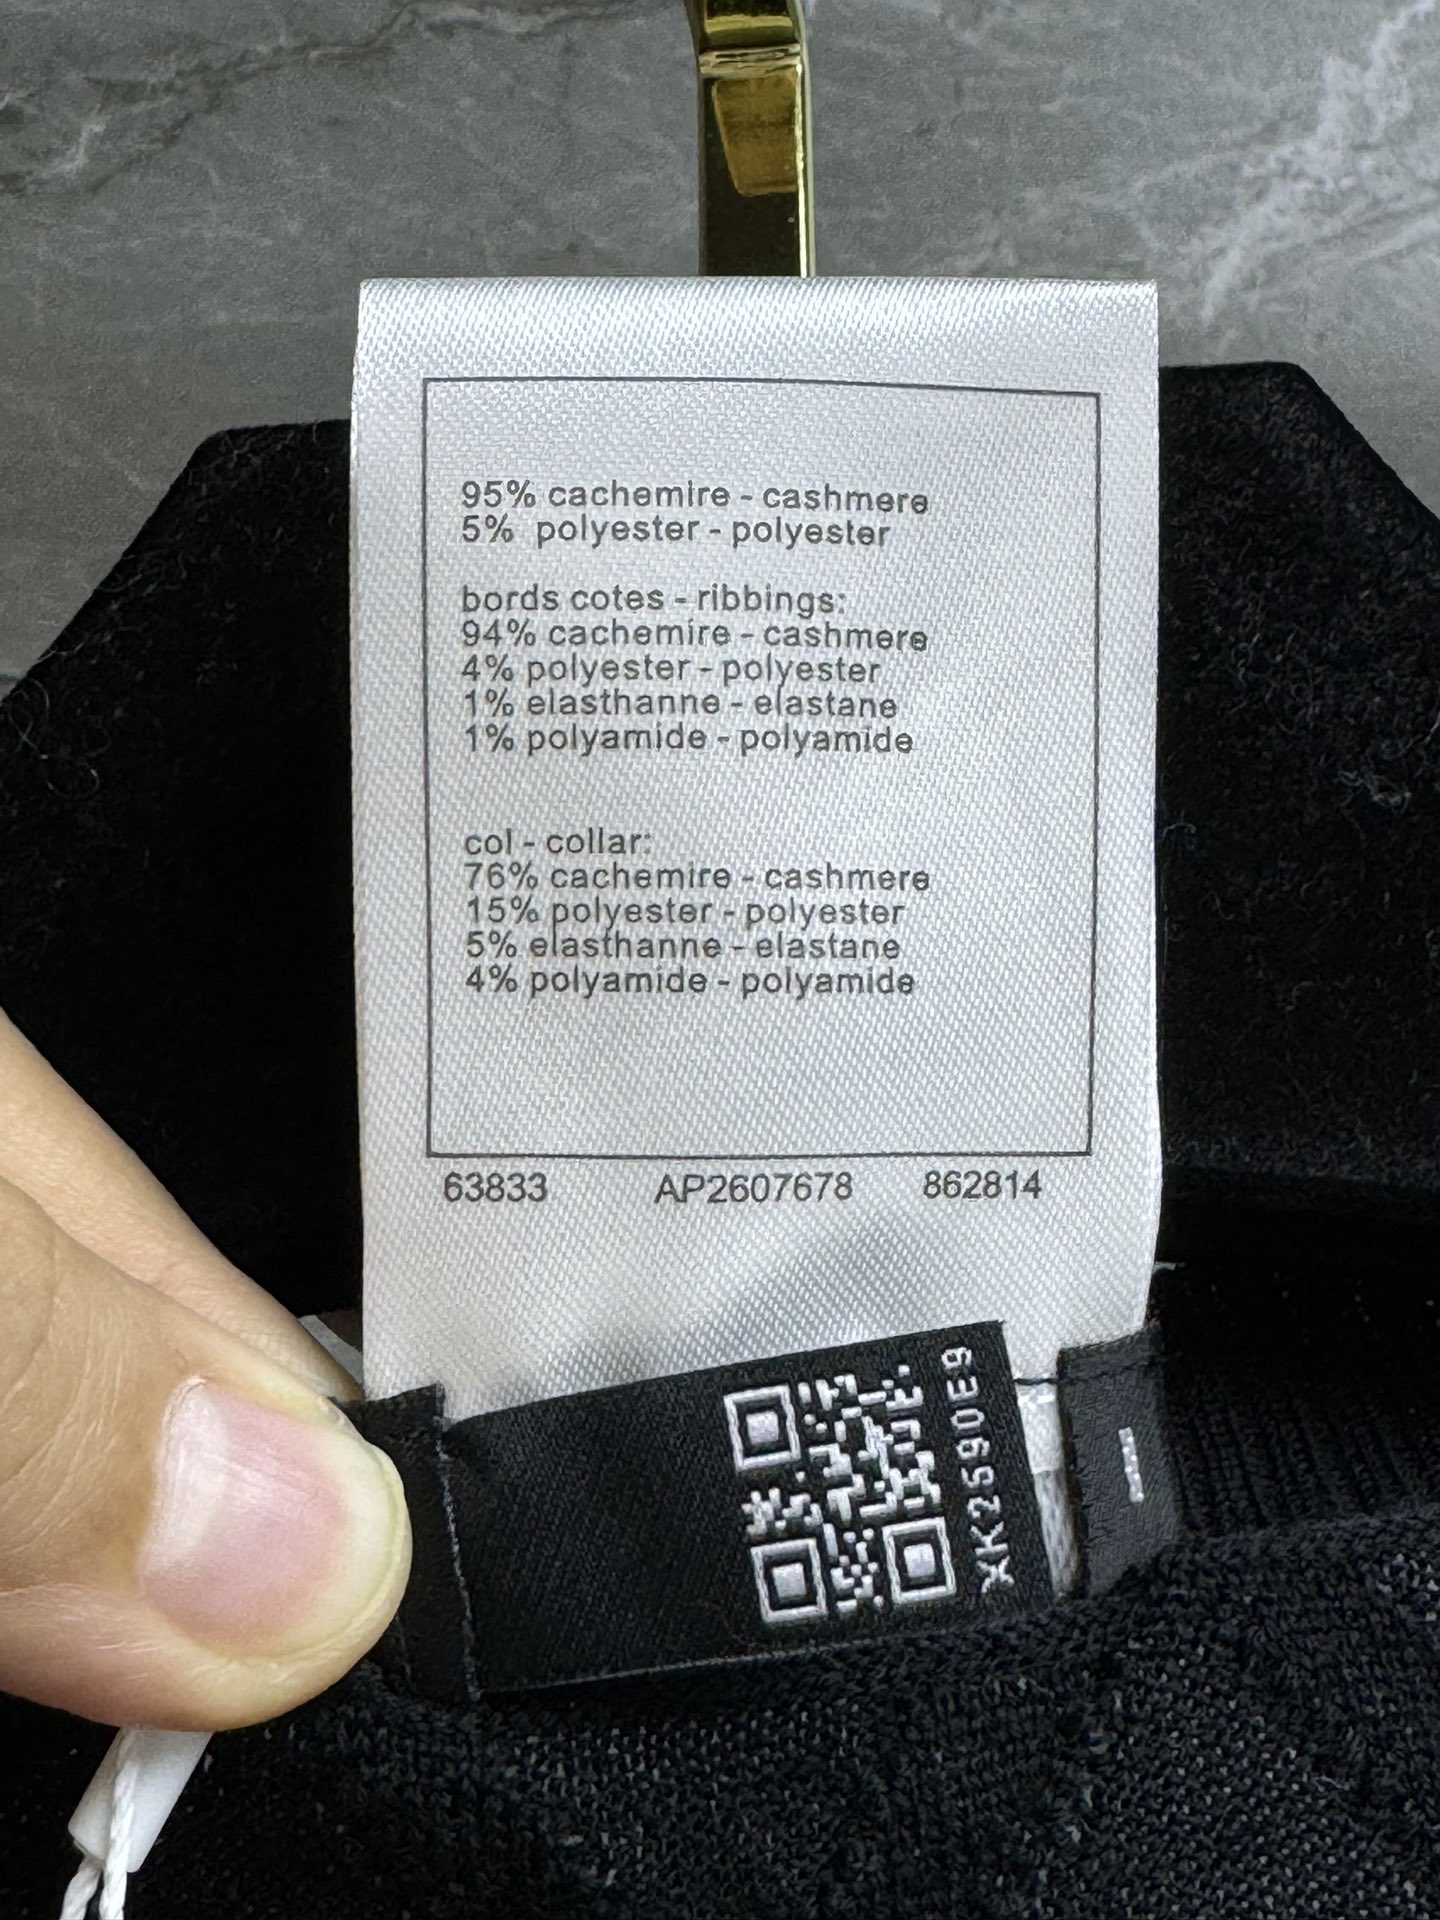 95% cachemire - cashmere
5% polyester - polyester
bords cotes - ribbings:
94% cachemire - cashmere
4% polyester - polyester
1% elasthanne - elastane
1% polyamide - polyamide
col - collar:
76% cachemire - cashmere
15% polyester - polyester
5% elasthanne - elastane
4% polyamide - polyamide
63833 AP2607678 862814
XK2590E9